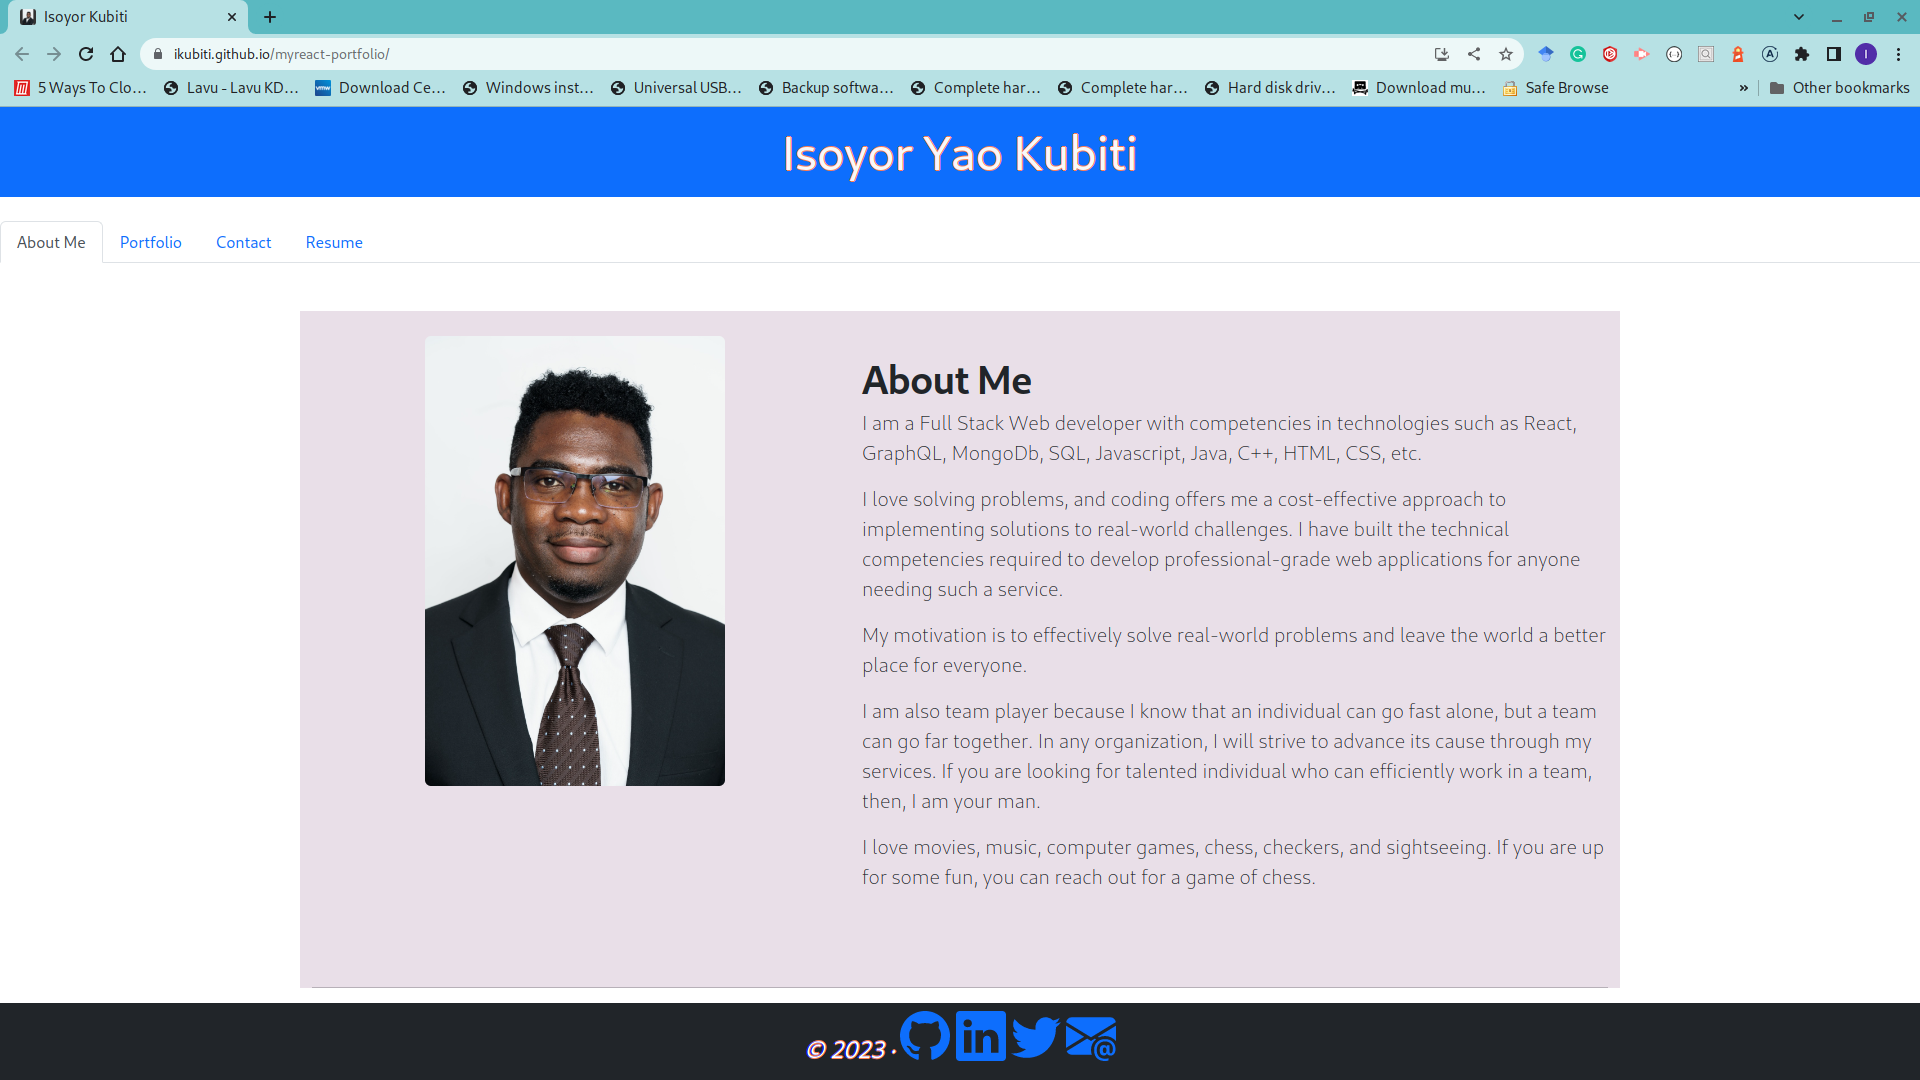 Isoyor Kubiti
ikubiti.github.io/myreact-portfolio/
5 Ways To Clo...
Lavu - Lavu KD...
vmw
Download Ce...
Windows inst...
Universal USB...
Backup softwa...
Complete har...
Complete har...
Hard disk driv...
Download mu...
Safe Browse
»
Other bookmarks
Isoyor Yao Kubiti
About Me
Portfolio
Contact
Resume
About Me
I am a Full Stack Web developer with competencies in technologies such as React,
GraphQL, MongoDb, SQL, Javascript, Java, C++, HTML, CSS, etc.
I love solving problems, and coding offers me a cost-effective approach to
implementing solutions to real-world challenges. I have built the technical
competencies required to develop professional-grade web applications for anyone
needing such a service.
My motivation is to effectively solve real-world problems and leave the world a better
place for everyone.
I am also team player because I know that an individual can go fast alone, but a team
can go far together. In any organization, I will strive to advance its cause through my
services. If you are looking for talented individual who can efficiently work in a team,
then, I am your man.
I love movies, music, computer games, chess, checkers, and sightseeing. If you are up
for some fun, you can reach out for a game of chess.
© 2023 ·